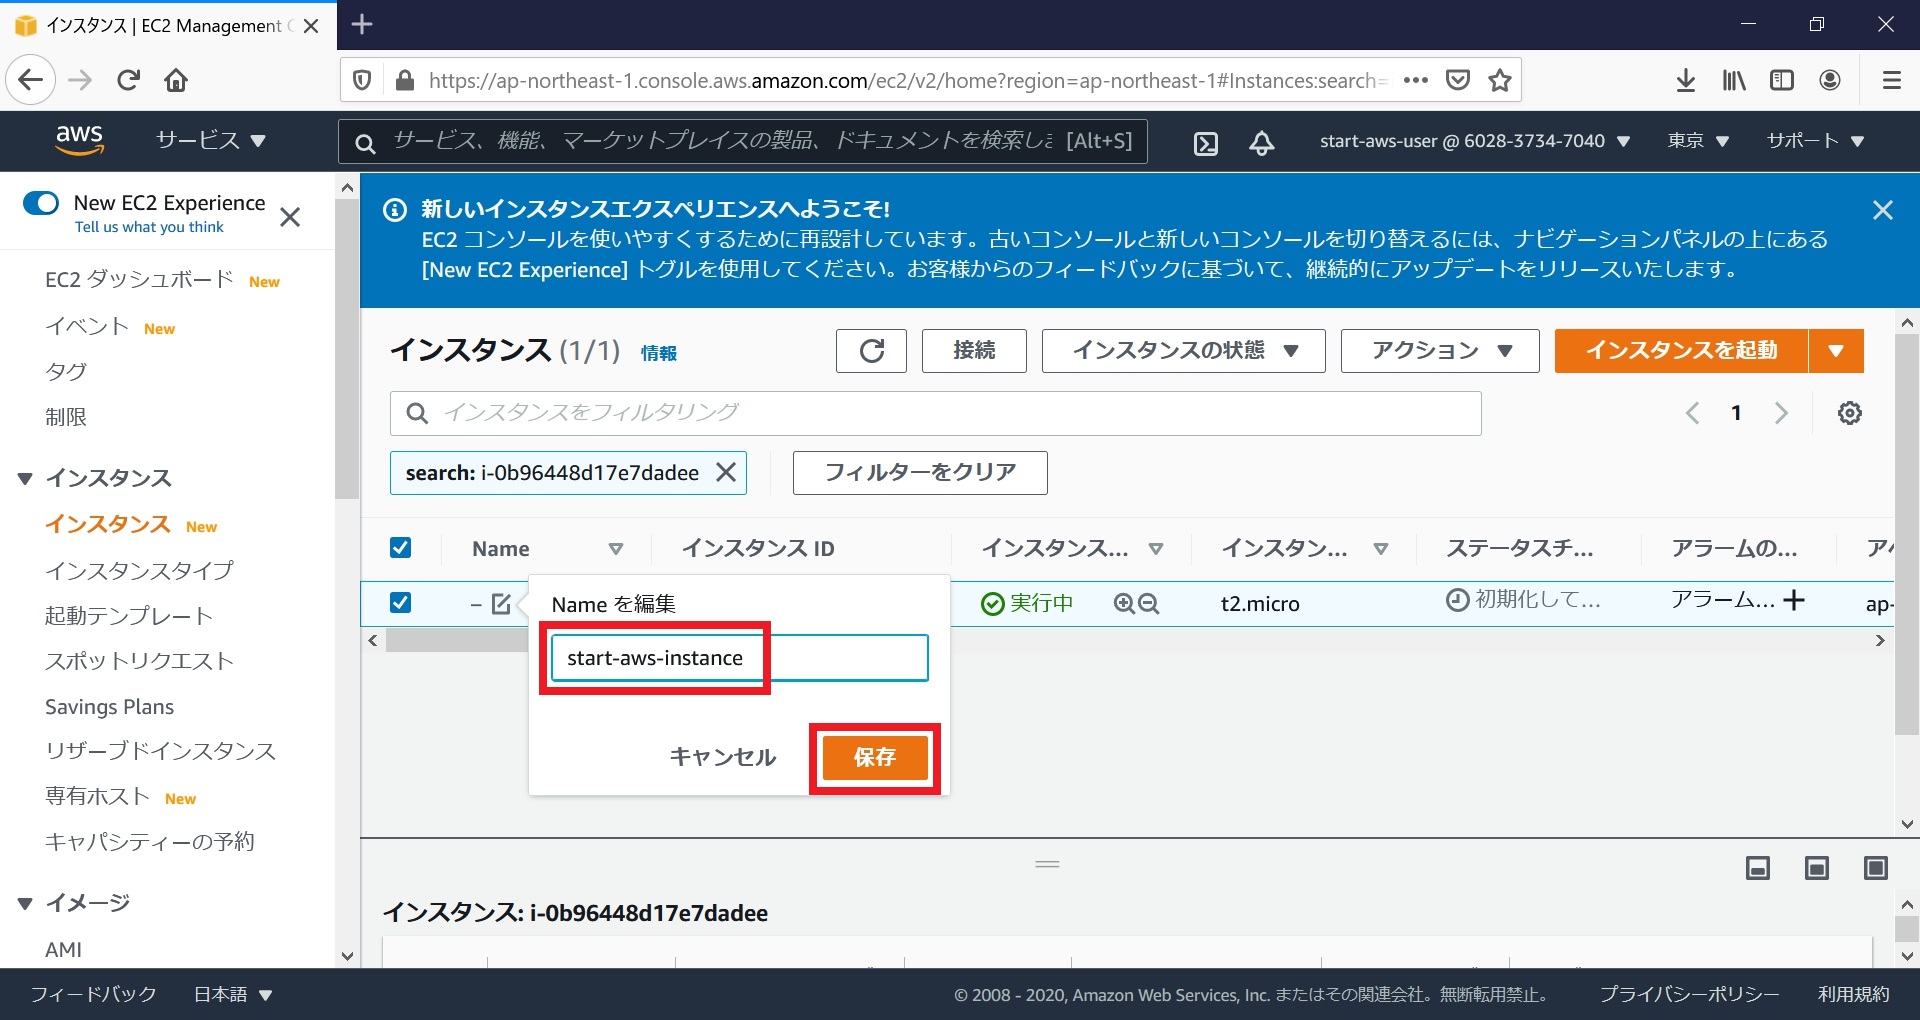 インスタンス | EC2 Management C
https://ap-northeast-1.console.aws.amazon.com/ec2/v2/home?region=ap-northeast-1#Instances:search=
aws
サービス
サービス、機能、マーケットプレイスの製品、ドキュメントを検索しま [Alt+S]
start-aws-user @ 6028-3734-7040
東京
サポート
New EC2 Experience
Tell us what you think
EC2 ダッシュボード New
イベント New
タグ
制限
インスタンス
インスタンス New
インスタンスタイプ
起動テンプレート
スポットリクエスト
Savings Plans
リザーブドインスタンス
専有ホスト New
キャパシティーの予約
イメージ
AMI
新しいインスタンスエクスペリエンスへようこそ!
EC2 コンソールを使いやすくするために再設計しています。古いコンソールと新しいコンソールを切り替えるには、ナビゲーションパネルの上にある
[New EC2 Experience] トグルを使用してください。お客様からのフィードバックに基づいて、継続的にアップデートをリリースいたします。
インスタンス (1/1) 情報
接続
インスタンスの状態
アクション
インスタンスを起動
インスタンスをフィルタリング
1
search: i-0b96448d17e7dadee
フィルターをクリア
Name
インスタンス ID
インスタンス...
インスタン...
ステータスチ...
アラームの...
アベ
–
実行中
t2.micro
初期化して...
アラーム...
ap-
Name を編集
start-aws-instance
キャンセル
保存
インスタンス: i-0b96448d17e7dadee
フィードバック
日本語
© 2008 - 2020, Amazon Web Services, Inc. またはその関連会社。無断転用禁止。
プライバシーポリシー
利用規約